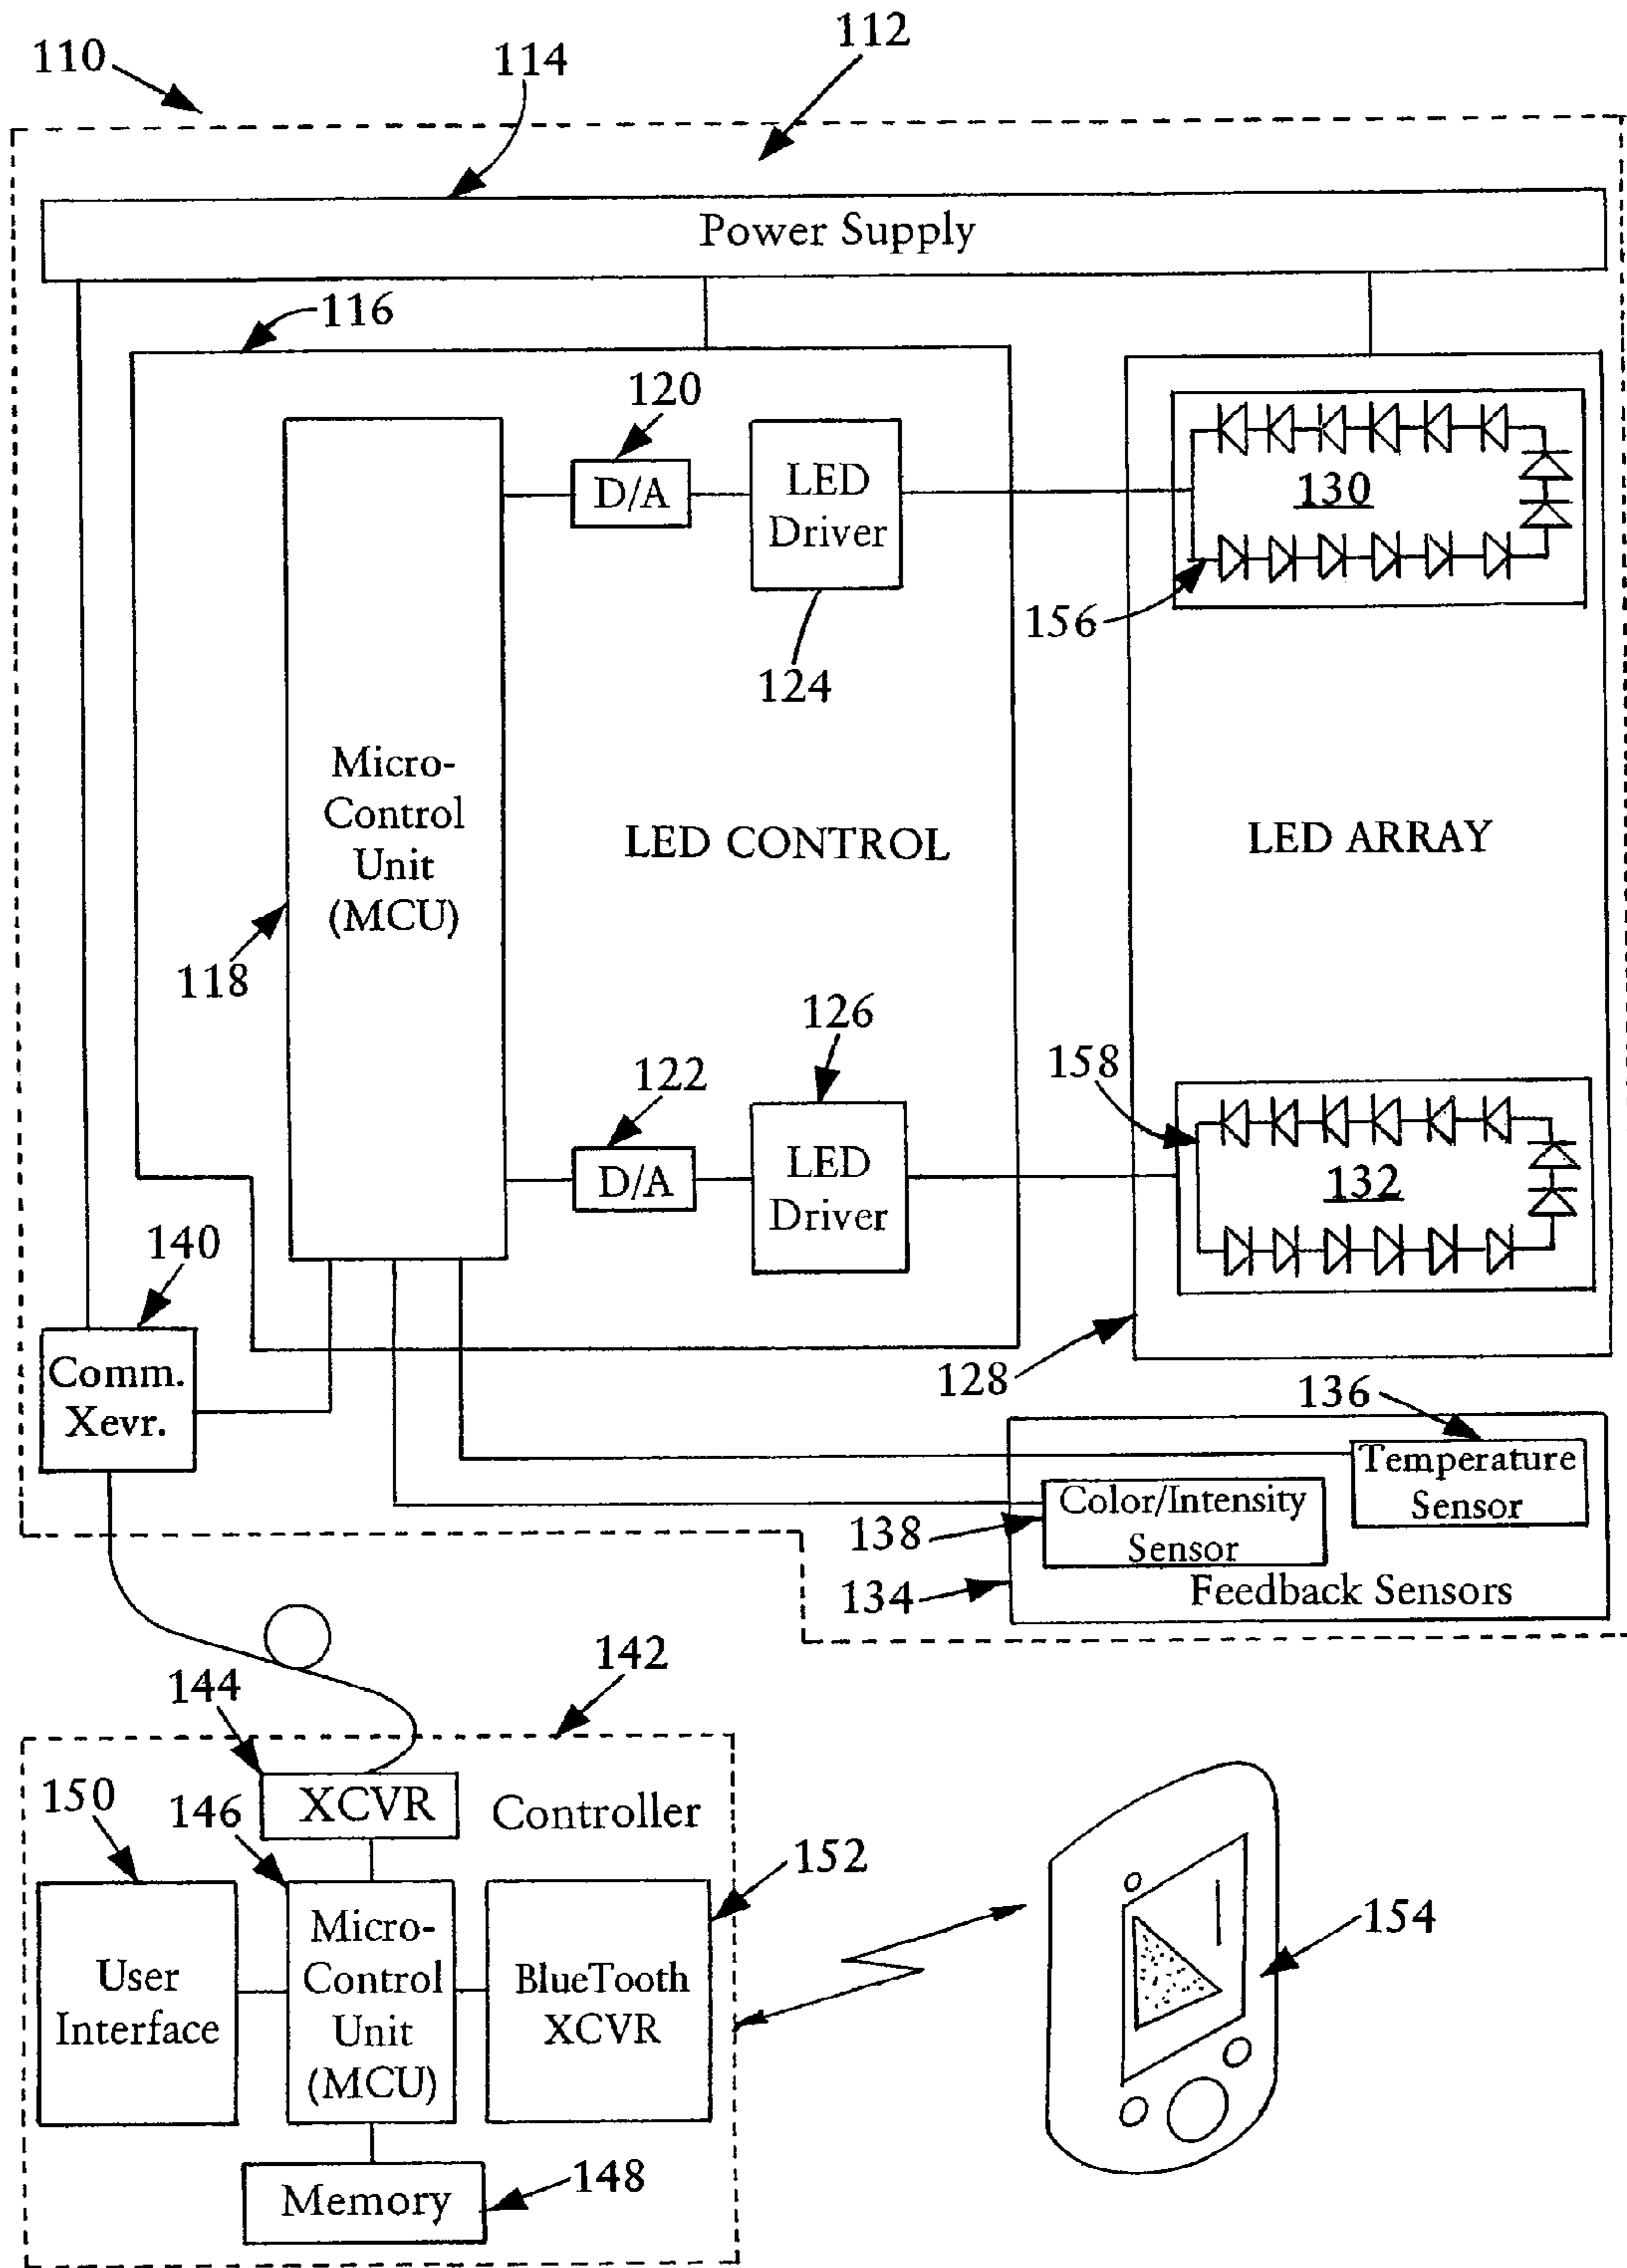 110
114
112
Power Supply
116
120
D/A
LED
Driver
124
130
156
Micro-
Control
Unit
(MCU)
118
LED CONTROL
LED ARRAY
126
122
D/A
LED
Driver
158
132
140
Comm.
Xevr.
128
136
Temperature
Sensor
Color/Intensity
Sensor
138
134
Feedback Sensors
142
144
XCVR
Controller
150
146
152
User
Interface
Micro-
Control
Unit
(MCU)
BlueTooth
XCVR
154
Memory
148